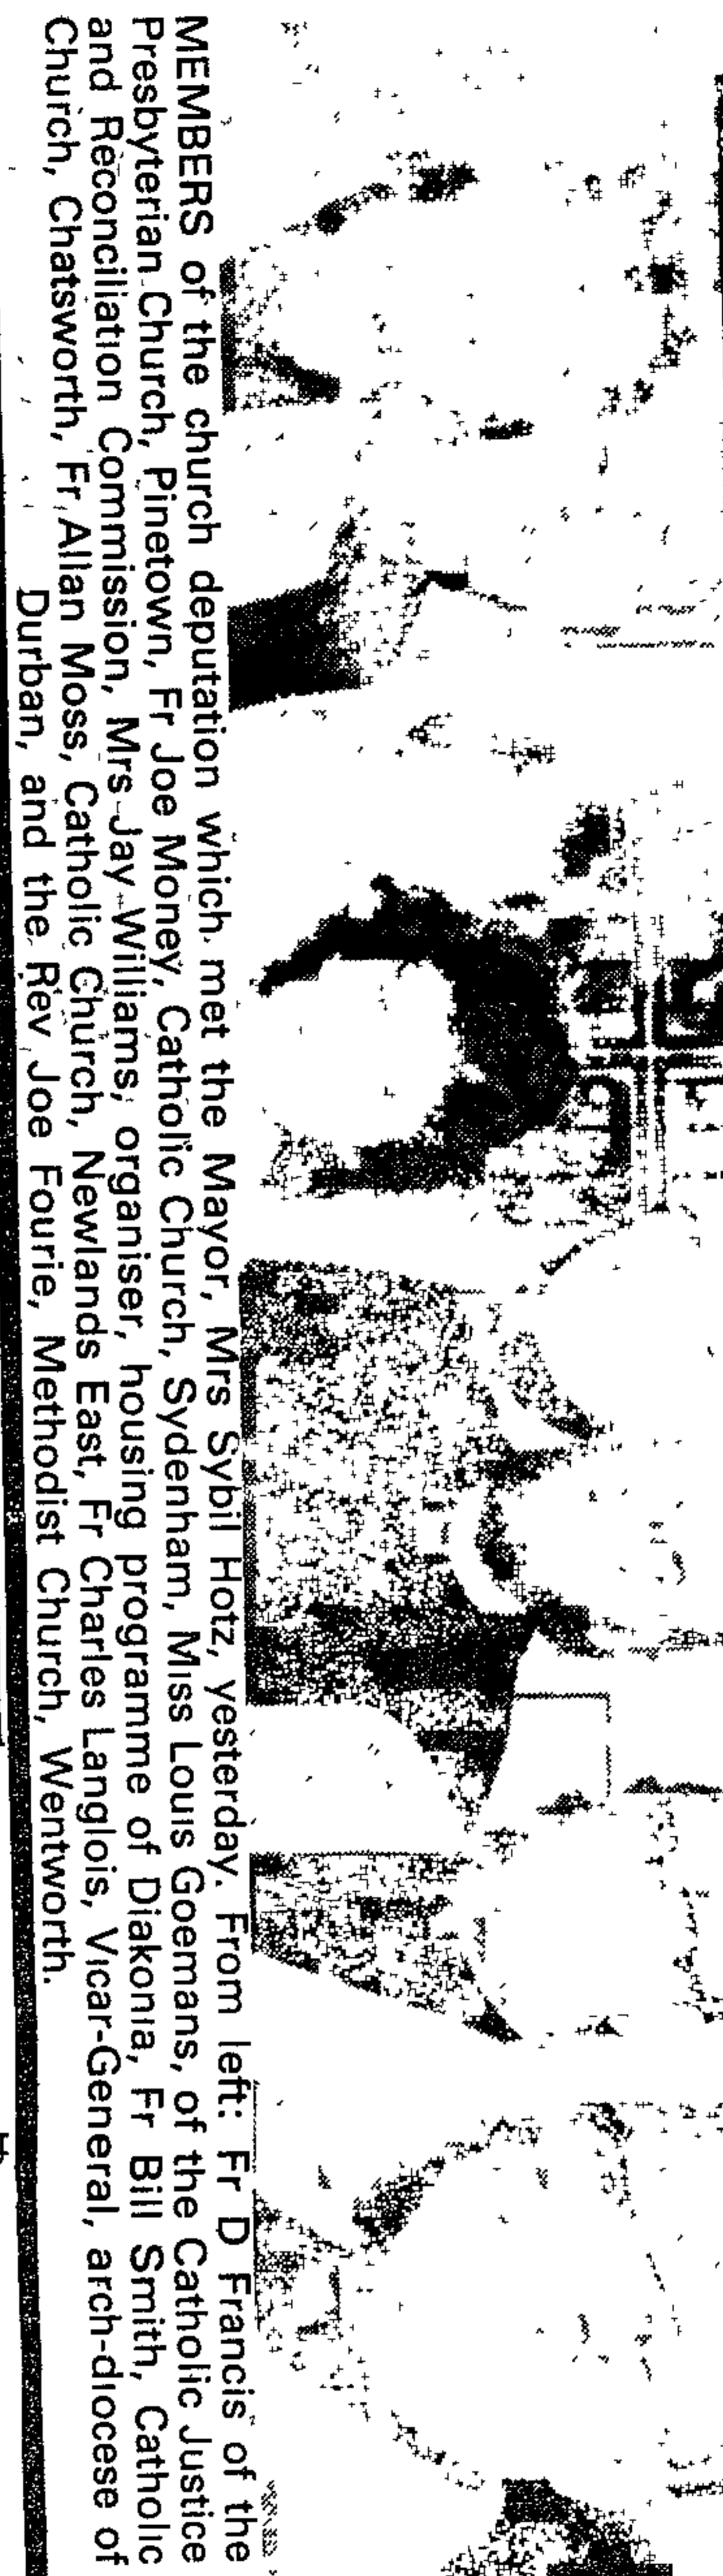 MEMBERS of the church deputation which met the Mayor, Mrs Sybil Hotz, yesterday. From left: Fr D Francis of the
Presbyterian Church, Pinetown, Fr Joe Money, Catholic Church, Sydenham, Miss Louis Goemans, of the Catholic Justice
and Reconciliation Commission, Mrs Jay Williams, organiser, housing programme of Diakonia, Fr Bill Smith, Catholic
Church, Chatsworth, Fr Allan Moss, Catholic Church, Newlands East, Fr Charles Langlois, Vicar-General, arch-diocese of
Durban, and the Rev Joe Fourie, Methodist Church, Wentworth.